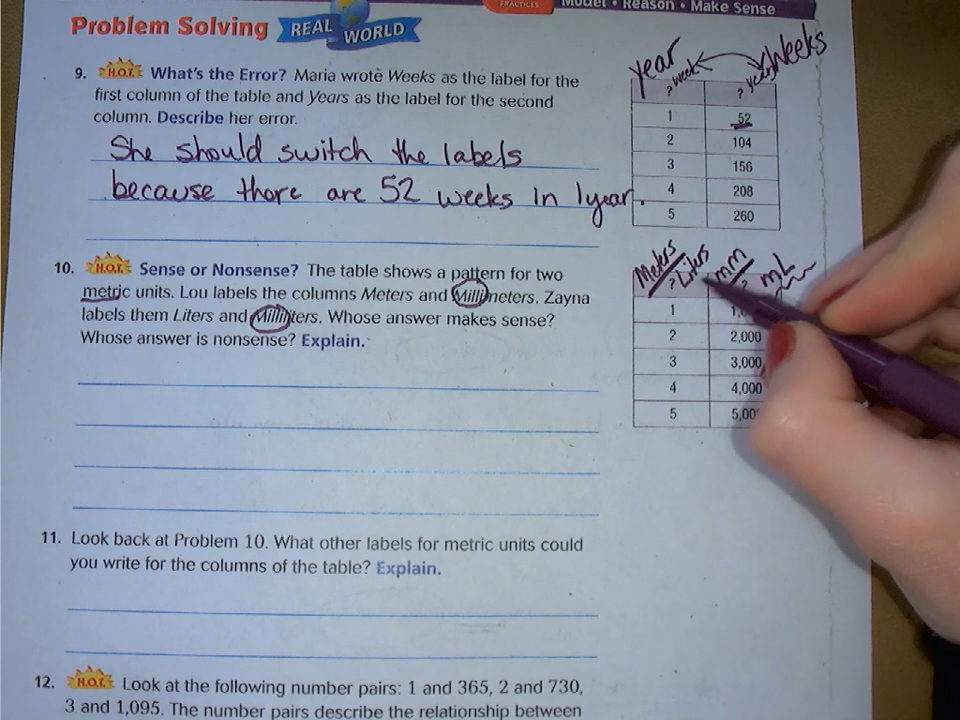 PRACTICES Model • Reason • Make Sense
Problem Solving REAL WORLD
9. H.O.T. What's the Error? Maria wrote Weeks as the label for the
first column of the table and Years as the label for the second
column. Describe her error.
She should switch the labels
because thare are 52 weeks in 1year.
year Weeks
? week ? years
1 52
2 104
3 156
4 208
5 260
10. H.O.T. Sense or Nonsense? The table shows a pattern for two
metric units. Lou labels the columns Meters and Millimeters. Zayna
labels them Liters and Milliliters. Whose answer makes sense?
Whose answer is nonsense? Explain.
Meters Liters mm mL
? ?
1
2 2,000
3 3,000
4 4,000
5
11. Look back at Problem 10. What other labels for metric units could
you write for the columns of the table? Explain.
12. H.O.T. Look at the following number pairs: 1 and 365, 2 and 730,
3 and 1,095. The number pairs describe the relationship between